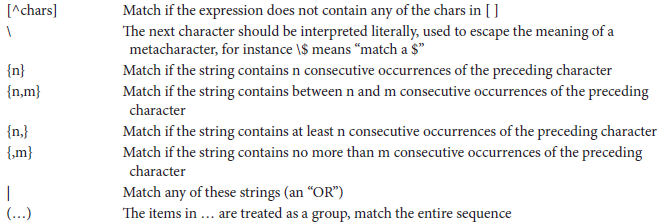 [^chars] Match if the expression does not contain any of the chars in [ ]
\ The next character should be interpreted literally, used to escape the meaning of a
metacharacter, for instance \$ means “match a $”
{n} Match if the string contains n consecutive occurrences of the preceding character
{n,m} Match if the string contains between n and m consecutive occurrences of the preceding
character
{n,} Match if the string contains at least n consecutive occurrences of the preceding character
{,m} Match if the string contains no more than m consecutive occurrences of the preceding
character
| Match any of these strings (an “OR”)
(…) The items in … are treated as a group, match the entire sequence